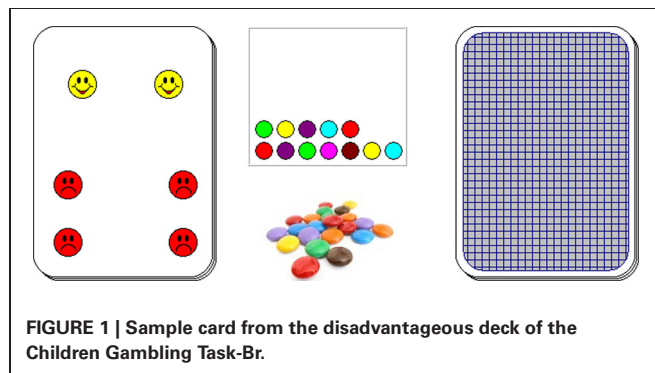 FIGURE 1 | Sample card from the disadvantageous deck of the
Children Gambling Task-Br.